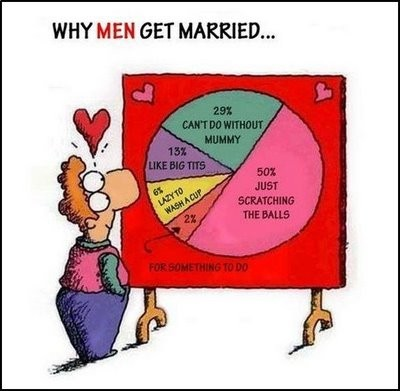 WHY MEN GET MARRIED...
29%
CAN'T DO WITHOUT
MUMMY
13%
LIKE BIG TITS
50%
JUST
SCRATCHING
THE BALLS
6%
LAZY TO
WASH A CUP
2%
FOR SOMETHING TO DO